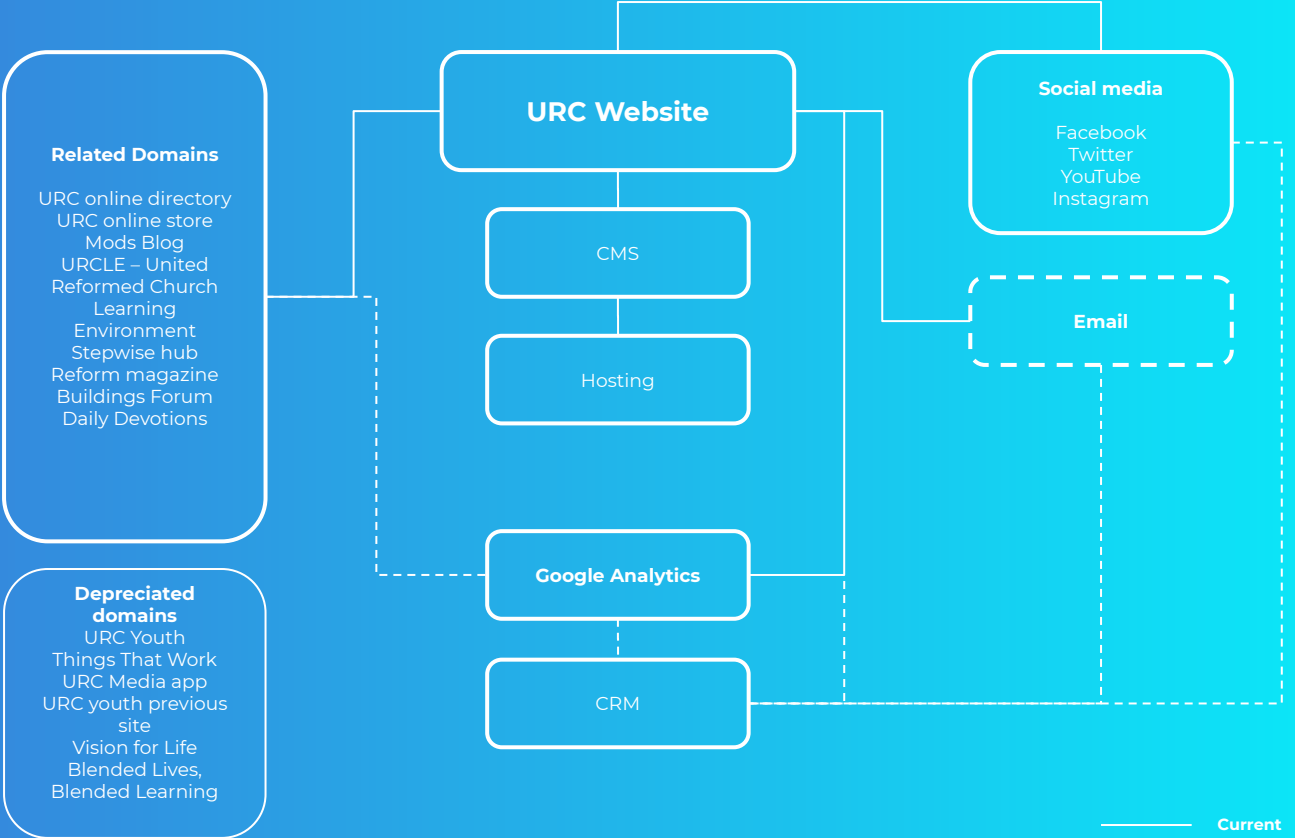 URC Website
Social media
Facebook
Twitter
YouTube
Instagram
Related Domains
URC online directory
URC online store
Mods Blog
URCLE – United
Reformed Church
Learning
Environment
Stepwise hub
Reform magazine
Buildings Forum
Daily Devotions
CMS
Email
Hosting
Google Analytics
Depreciated
domains
URC Youth
Things That Work
URC Media app
URC youth previous
site
Vision for Life
Blended Lives,
Blended Learning
CRM
Current